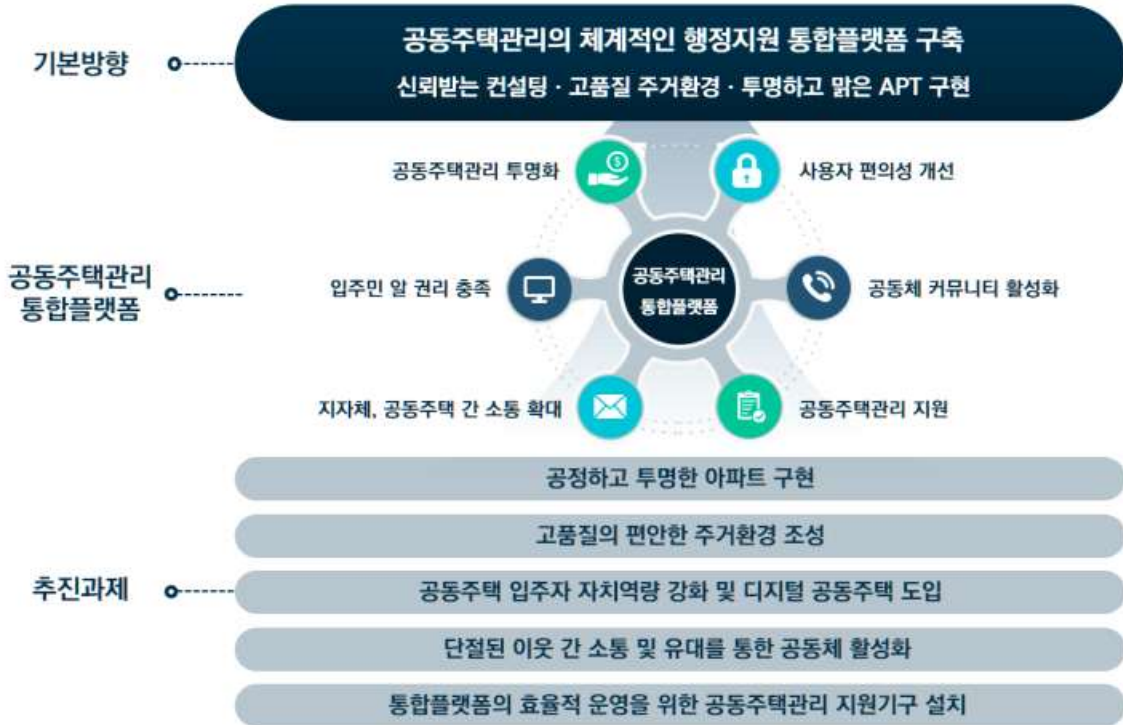 기본방향
공동주택관리의 체계적인 행정지원 통합플랫폼 구축
신뢰받는 컨설팅 · 고품질 주거환경 · 투명하고 맑은 APT 구현
공동주택관리 투명화
사용자 편의성 개선
공동주택관리
통합플랫폼
입주민 알 권리 충족
공동주택관리
통합플랫폼
공동체 커뮤니티 활성화
지자체, 공동주택 간 소통 확대
공동주택관리 지원
추진과제
공정하고 투명한 아파트 구현
고품질의 편안한 주거환경 조성
공동주택 입주자 자치역량 강화 및 디지털 공동주택 도입
단절된 이웃 간 소통 및 유대를 통한 공동체 활성화
통합플랫폼의 효율적 운영을 위한 공동주택관리 지원기구 설치